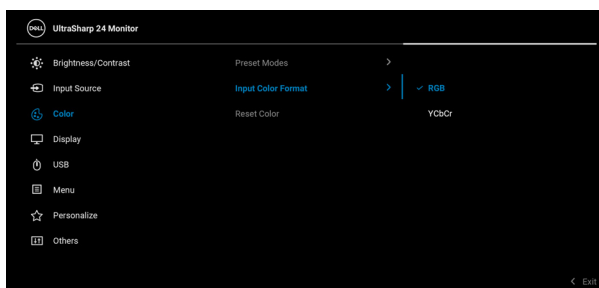 DELL UltraSharp 24 Monitor
Brightness/Contrast Preset Modes
Input Source Input Color Format RGB
Color Reset Color YCbCr
Display
USB
Menu
Personalize
Others
Exit